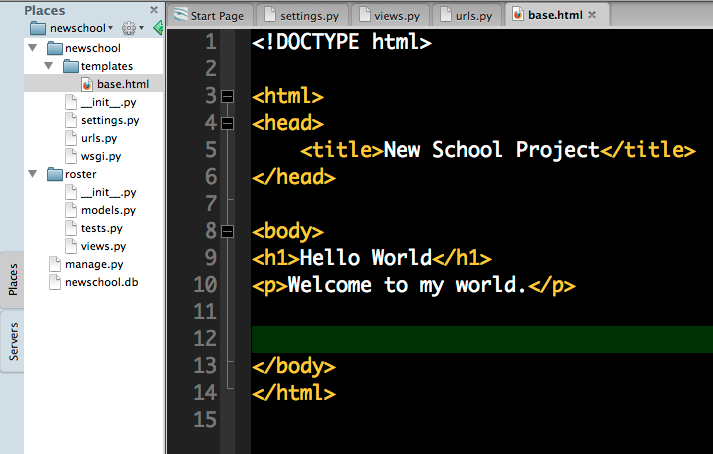 Places
newschool
newschool
templates
base.html
__init__.py
settings.py
urls.py
wsgi.py
roster
__init__.py
models.py
tests.py
views.py
manage.py
newschool.db
Places
Servers
Start Page settings.py views.py urls.py base.html
1 <!DOCTYPE html>
2
3 <html>
4 <head>
5 <title>New School Project</title>
6 </head>
7
8 <body>
9 <h1>Hello World</h1>
10 <p>Welcome to my world.</p>
11
12
13 </body>
14 </html>
15